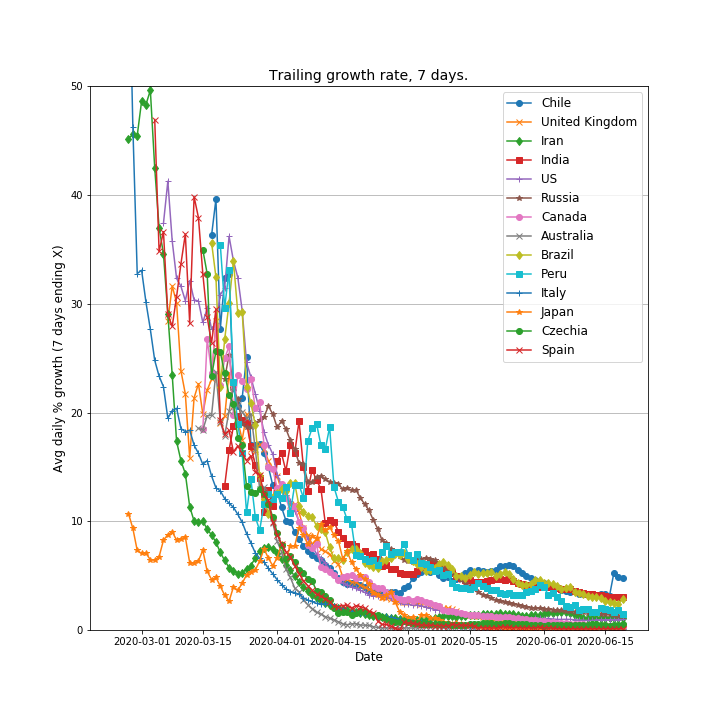 Trailing growth rate, 7 days.
Avg daily % growth (7 days ending X)
50
40
30
20
10
0
Chile
United Kingdom
Iran
India
US
Russia
Canada
Australia
Brazil
Peru
Italy
Japan
Czechia
Spain
2020-03-01 2020-03-15 2020-04-01 2020-04-15 2020-05-01 2020-05-15 2020-06-01 2020-06-15
Date